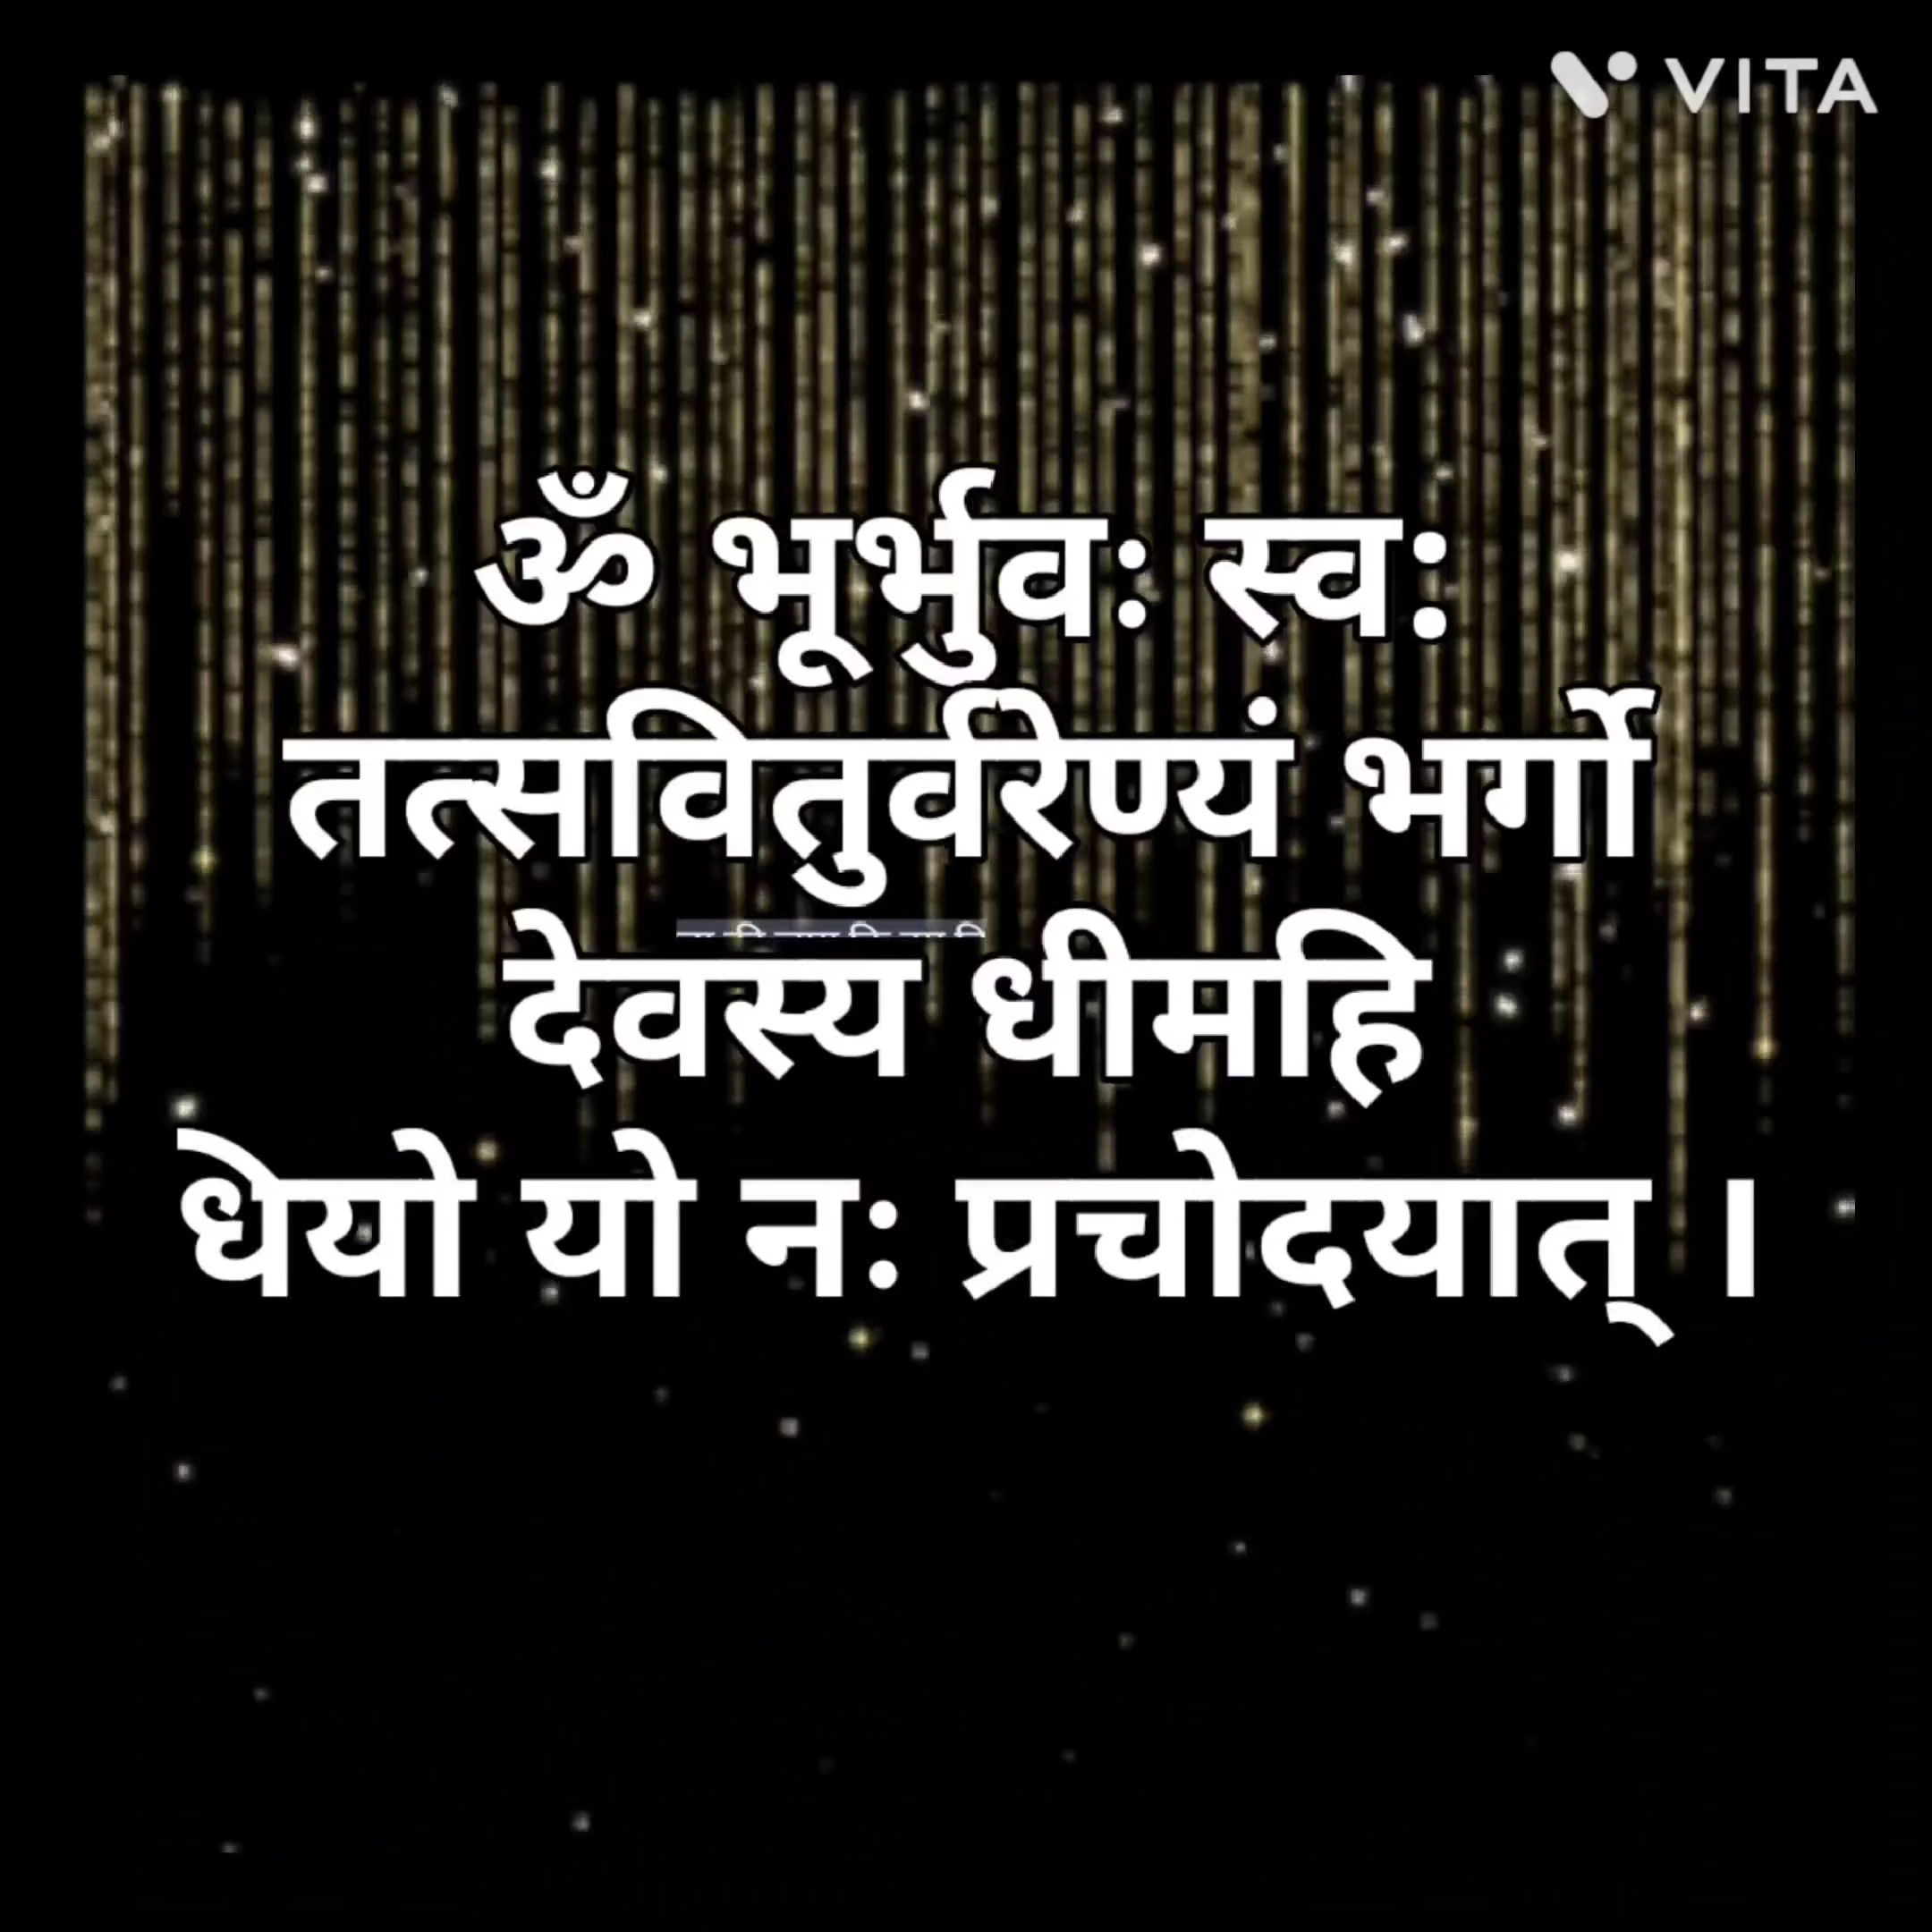 VITA
ॐ भूर्भुवः स्वः
तत्सवितुर्वरेण्यं भर्गो
देवस्य धीमहि
धियो यो नः प्रचोदयात् ।